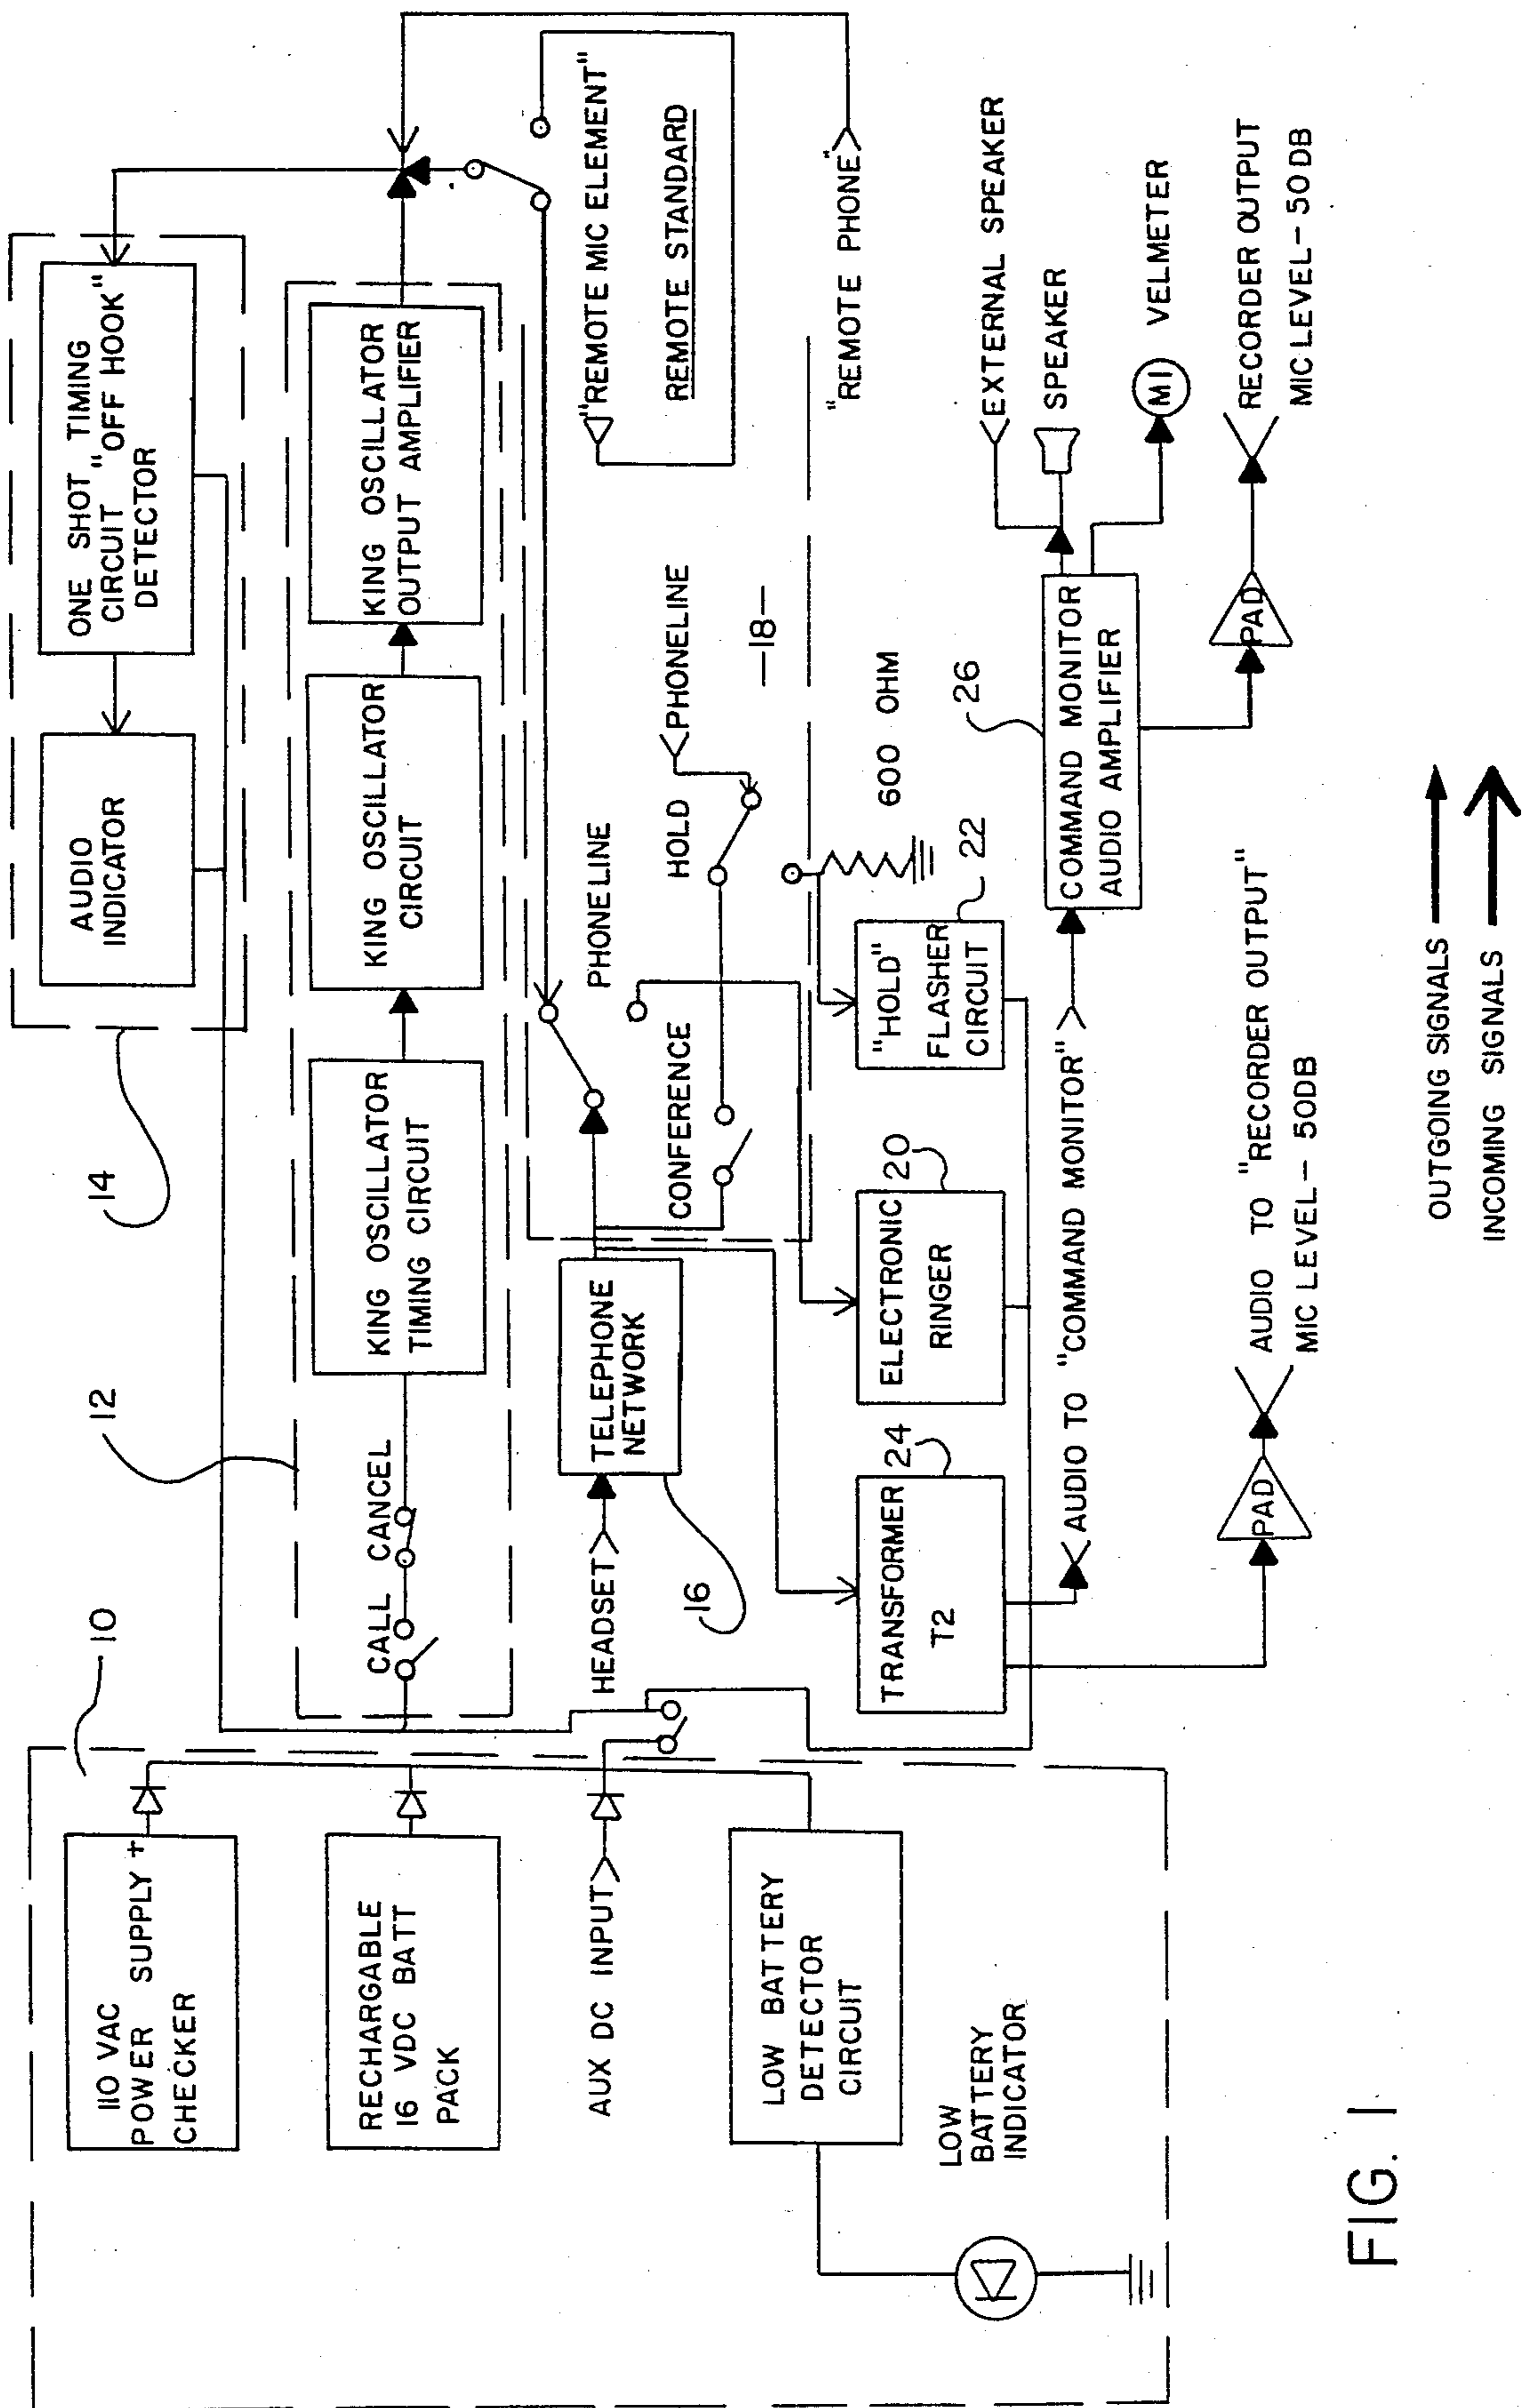 10
110 VAC
POWER SUPPLY +
CHECKER
RECHARGABLE
16 VDC BATT
PACK
AUX DC INPUT
LOW BATTERY
DETECTOR
CIRCUIT
LOW
BATTERY
INDICATOR
14
AUDIO
INDICATOR
ONE SHOT TIMING
CIRCUIT "OFF HOOK"
DETECTOR
12
CALL CANCEL
KING OSCILLATOR
TIMING CIRCUIT
KING OSCILLATOR
CIRCUIT
KING OSCILLATOR
OUTPUT AMPLIFIER
HEADSET
TELEPHONE
NETWORK
16
CONFERENCE
PHONELINE
HOLD
PHONELINE
—18—
"REMOTE MIC ELEMENT"
REMOTE STANDARD
"REMOTE PHONE"
600 OHM
TRANSFORMER
T2
24
ELECTRONIC
RINGER
20
"HOLD"
FLASHER
CIRCUIT
22
AUDIO TO "COMMAND MONITOR"
26
COMMAND MONITOR
AUDIO AMPLIFIER
EXTERNAL SPEAKER
SPEAKER
MI
VELMETER
PAD
RECORDER OUTPUT
MIC LEVEL-50DB
PAD
AUDIO TO "RECORDER OUTPUT"
MIC LEVEL-50DB
OUTGOING SIGNALS
INCOMING SIGNALS
FIG. 1